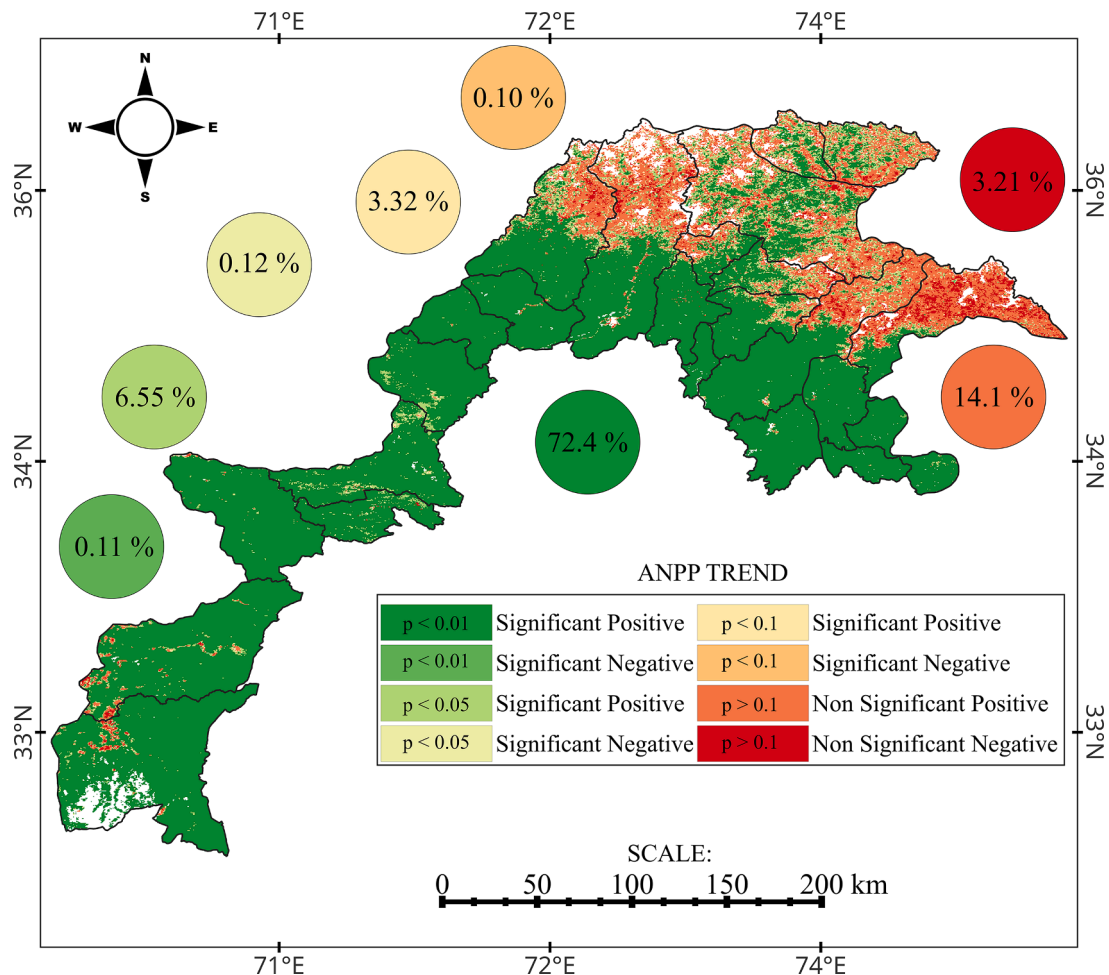 71°E 72°E 74°E
N
W E
S
36°N
36°N
0.10 %
3.32 %
3.21 %
0.12 %
6.55 %
14.1 %
72.4 %
34°N
34°N
0.11 %
ANPP TREND
p < 0.01 Significant Positive
p < 0.01 Significant Negative
p < 0.05 Significant Positive
p < 0.05 Significant Negative
p < 0.1 Significant Positive
p < 0.1 Significant Negative
p > 0.1 Non Significant Positive
p > 0.1 Non Significant Negative
33°N
33°N
SCALE:
0 50 100 150 200 km
71°E 72°E 74°E